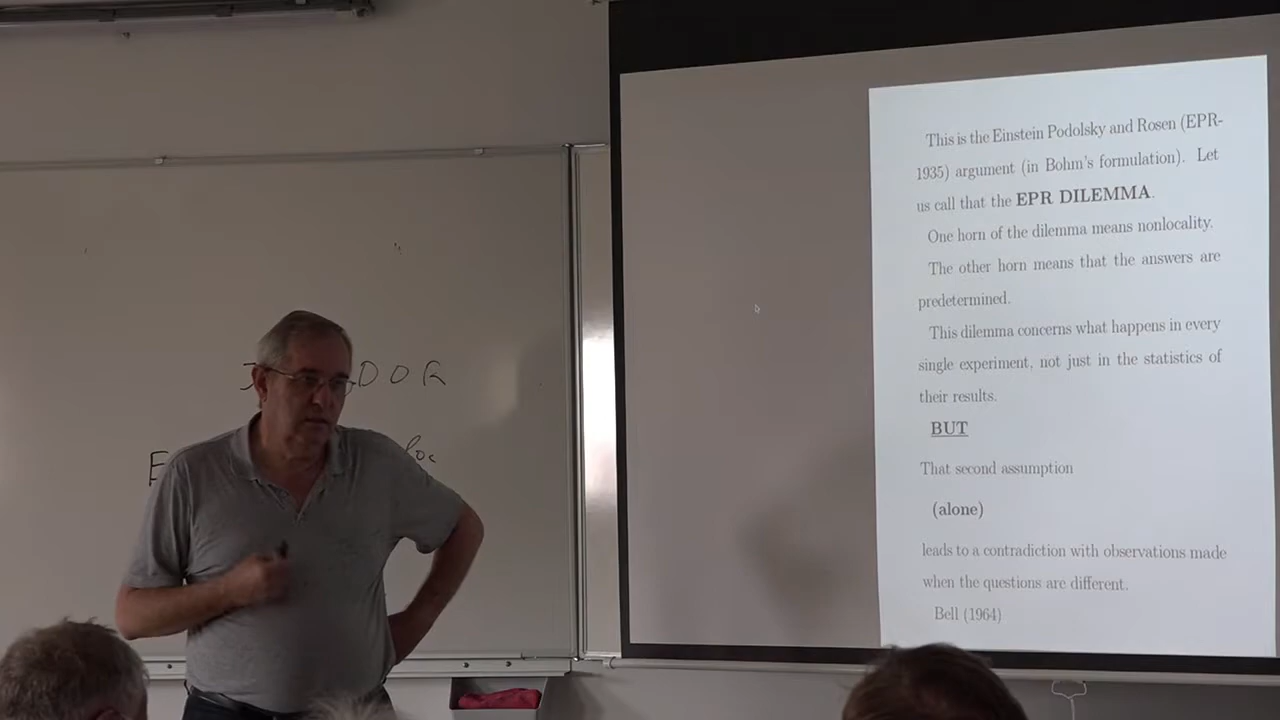 D O R
E
loc
This is the Einstein Podolsky and Rosen (EPR-
1935) argument (in Bohm's formulation). Let
us call that the EPR DILEMMA.
One horn of the dilemma means nonlocality.
The other horn means that the answers are
predetermined.
This dilemma concerns what happens in every
single experiment, not just in the statistics of
their results.
BUT
That second assumption
(alone)
leads to a contradiction with observations made
when the questions are different.
Bell (1964)